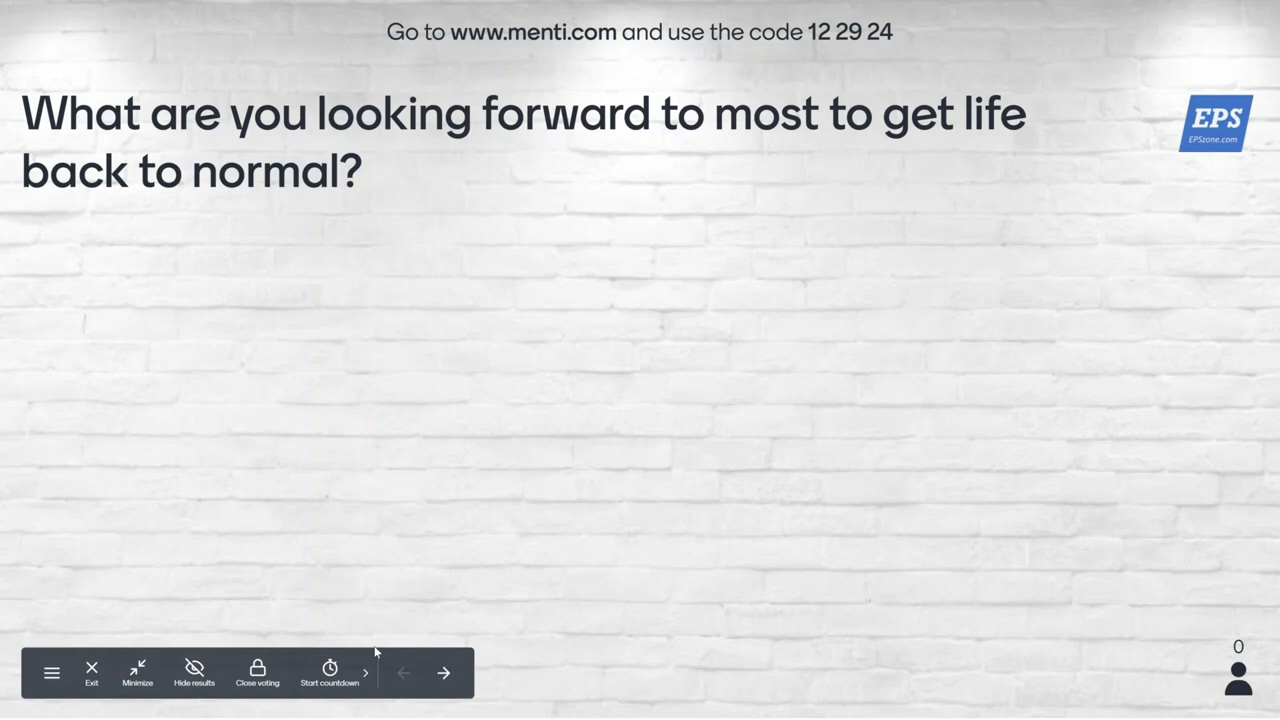 Go to www.menti.com and use the code 12 29 24
What are you looking forward to most to get life
back to normal?
EPS
EPSzone.com
0
Exit
Minimize
Hide results
Close voting
Start countdown